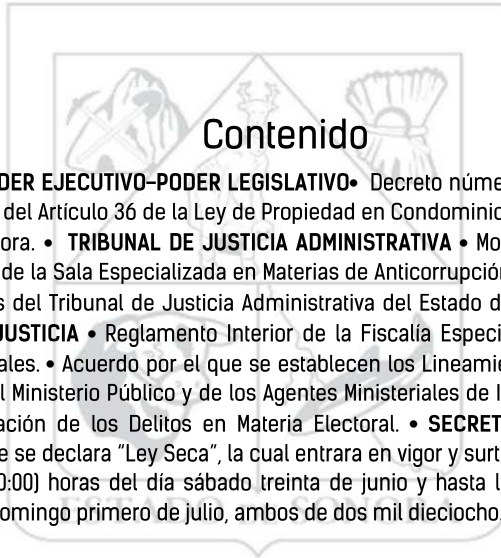 Contenido
DER EJECUTIVO–PODER LEGISLATIVO• Decreto núme
del Artículo 36 de la Ley de Propiedad en Condominic
ora. • TRIBUNAL DE JUSTICIA ADMINISTRATIVA • Mo
de la Sala Especializada en Materias de Anticorrupción
s del Tribunal de Justicia Administrativa del Estado d
JUSTICIA • Reglamento Interior de la Fiscalía Especi
ales. • Acuerdo por el que se establecen los Lineamie
l Ministerio Público y de los Agentes Ministeriales de I
ación de los Delitos en Materia Electoral. • SECRET
e se declara “Ley Seca”, la cual entrara en vigor y surt
0:00) horas del día sábado treinta de junio y hasta l
omingo primero de julio, ambos de dos mil dieciocho.
ESTADO DE SONORA